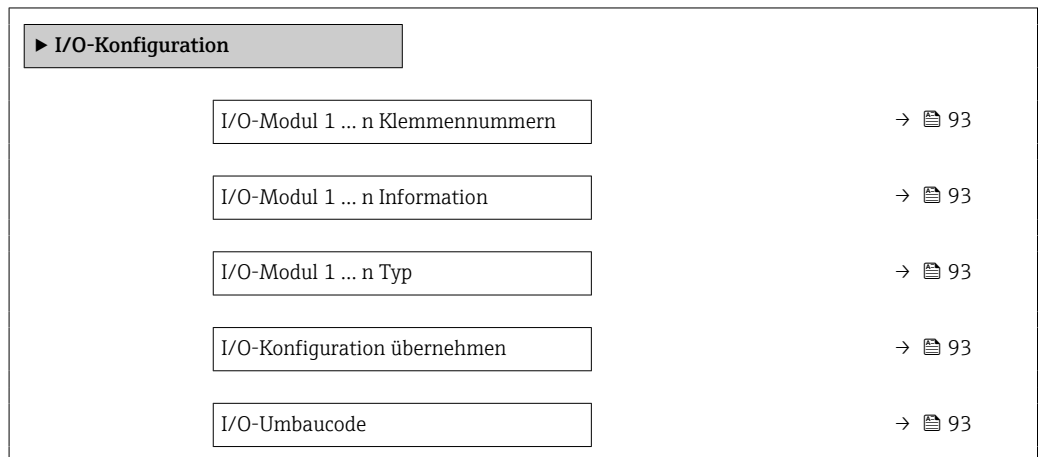 ► I/O-Konfiguration
I/O-Modul 1 … n Klemmennummern → 93
I/O-Modul 1 … n Information → 93
I/O-Modul 1 … n Typ → 93
I/O-Konfiguration übernehmen → 93
I/O-Umbaucode → 93